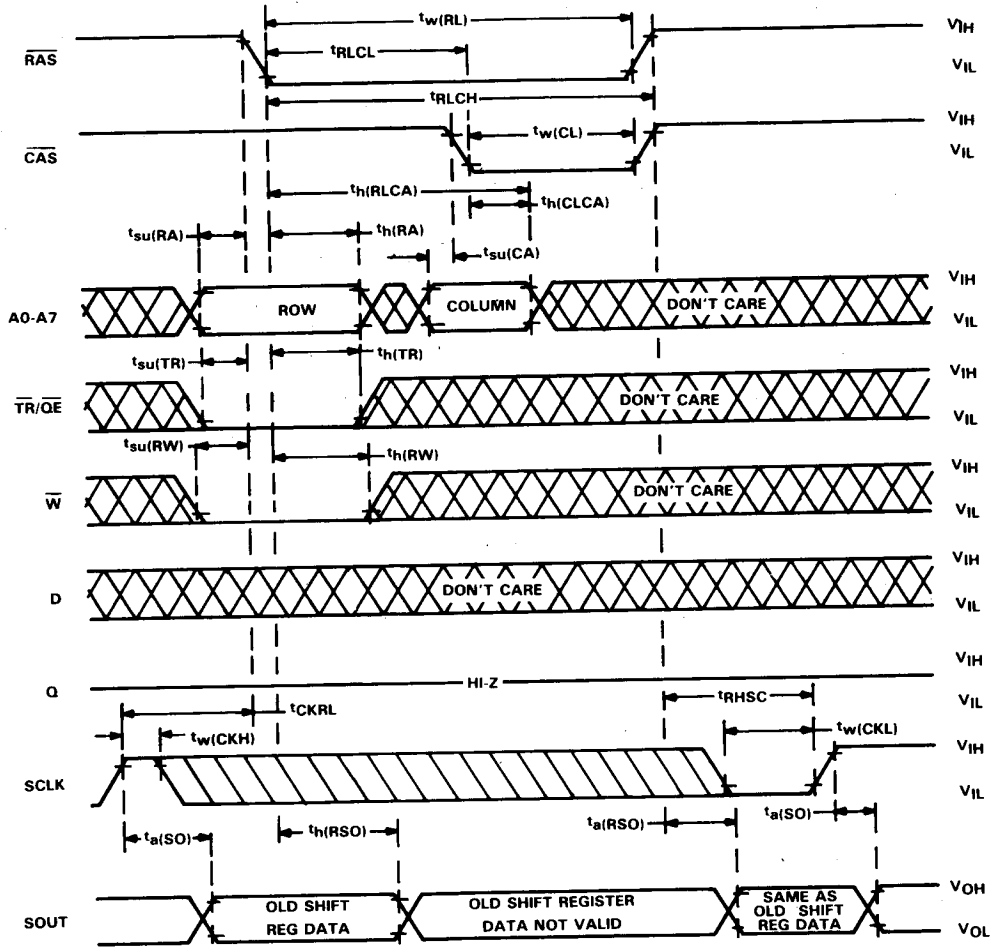 tw(RL)
VIH
tRLCL
RAS
VIL
tRLCH
VIH
tw(CL)
CAS
VIL
th(RLCA)
th(CLCA)
tsu(RA)
th(RA)
tsu(CA)
VIH
A0-A7
ROW
COLUMN
DON'T CARE
VIL
tsu(TR)
th(TR)
VIH
TR/QE
DON'T CARE
VIL
tsu(RW)
th(RW)
VIH
W
DON'T CARE
VIL
VIH
D
DON'T CARE
VIL
VIH
Q
HI-Z
VIL
tCKRL
tRHSC
tw(CKH)
tw(CKL)
VIH
SCLK
VIL
ta(SO)
th(RSO)
ta(RSO)
ta(SO)
VOH
SOUT
OLD SHIFT
REG DATA
OLD SHIFT REGISTER
DATA NOT VALID
SAME AS
OLD SHIFT
REG DATA
VOL